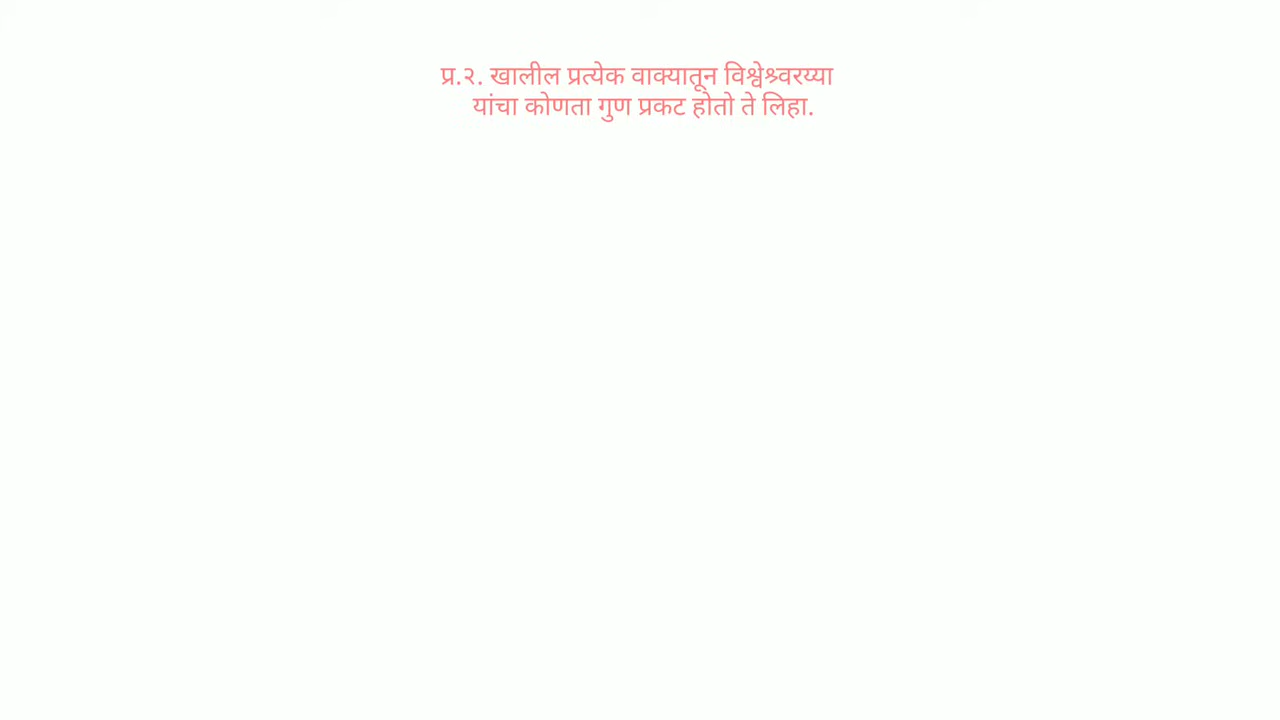 प्र.२. खालील प्रत्येक वाक्यातून विश्वेश्र्वरय्या
यांचा कोणता गुण प्रकट होतो ते लिहा.